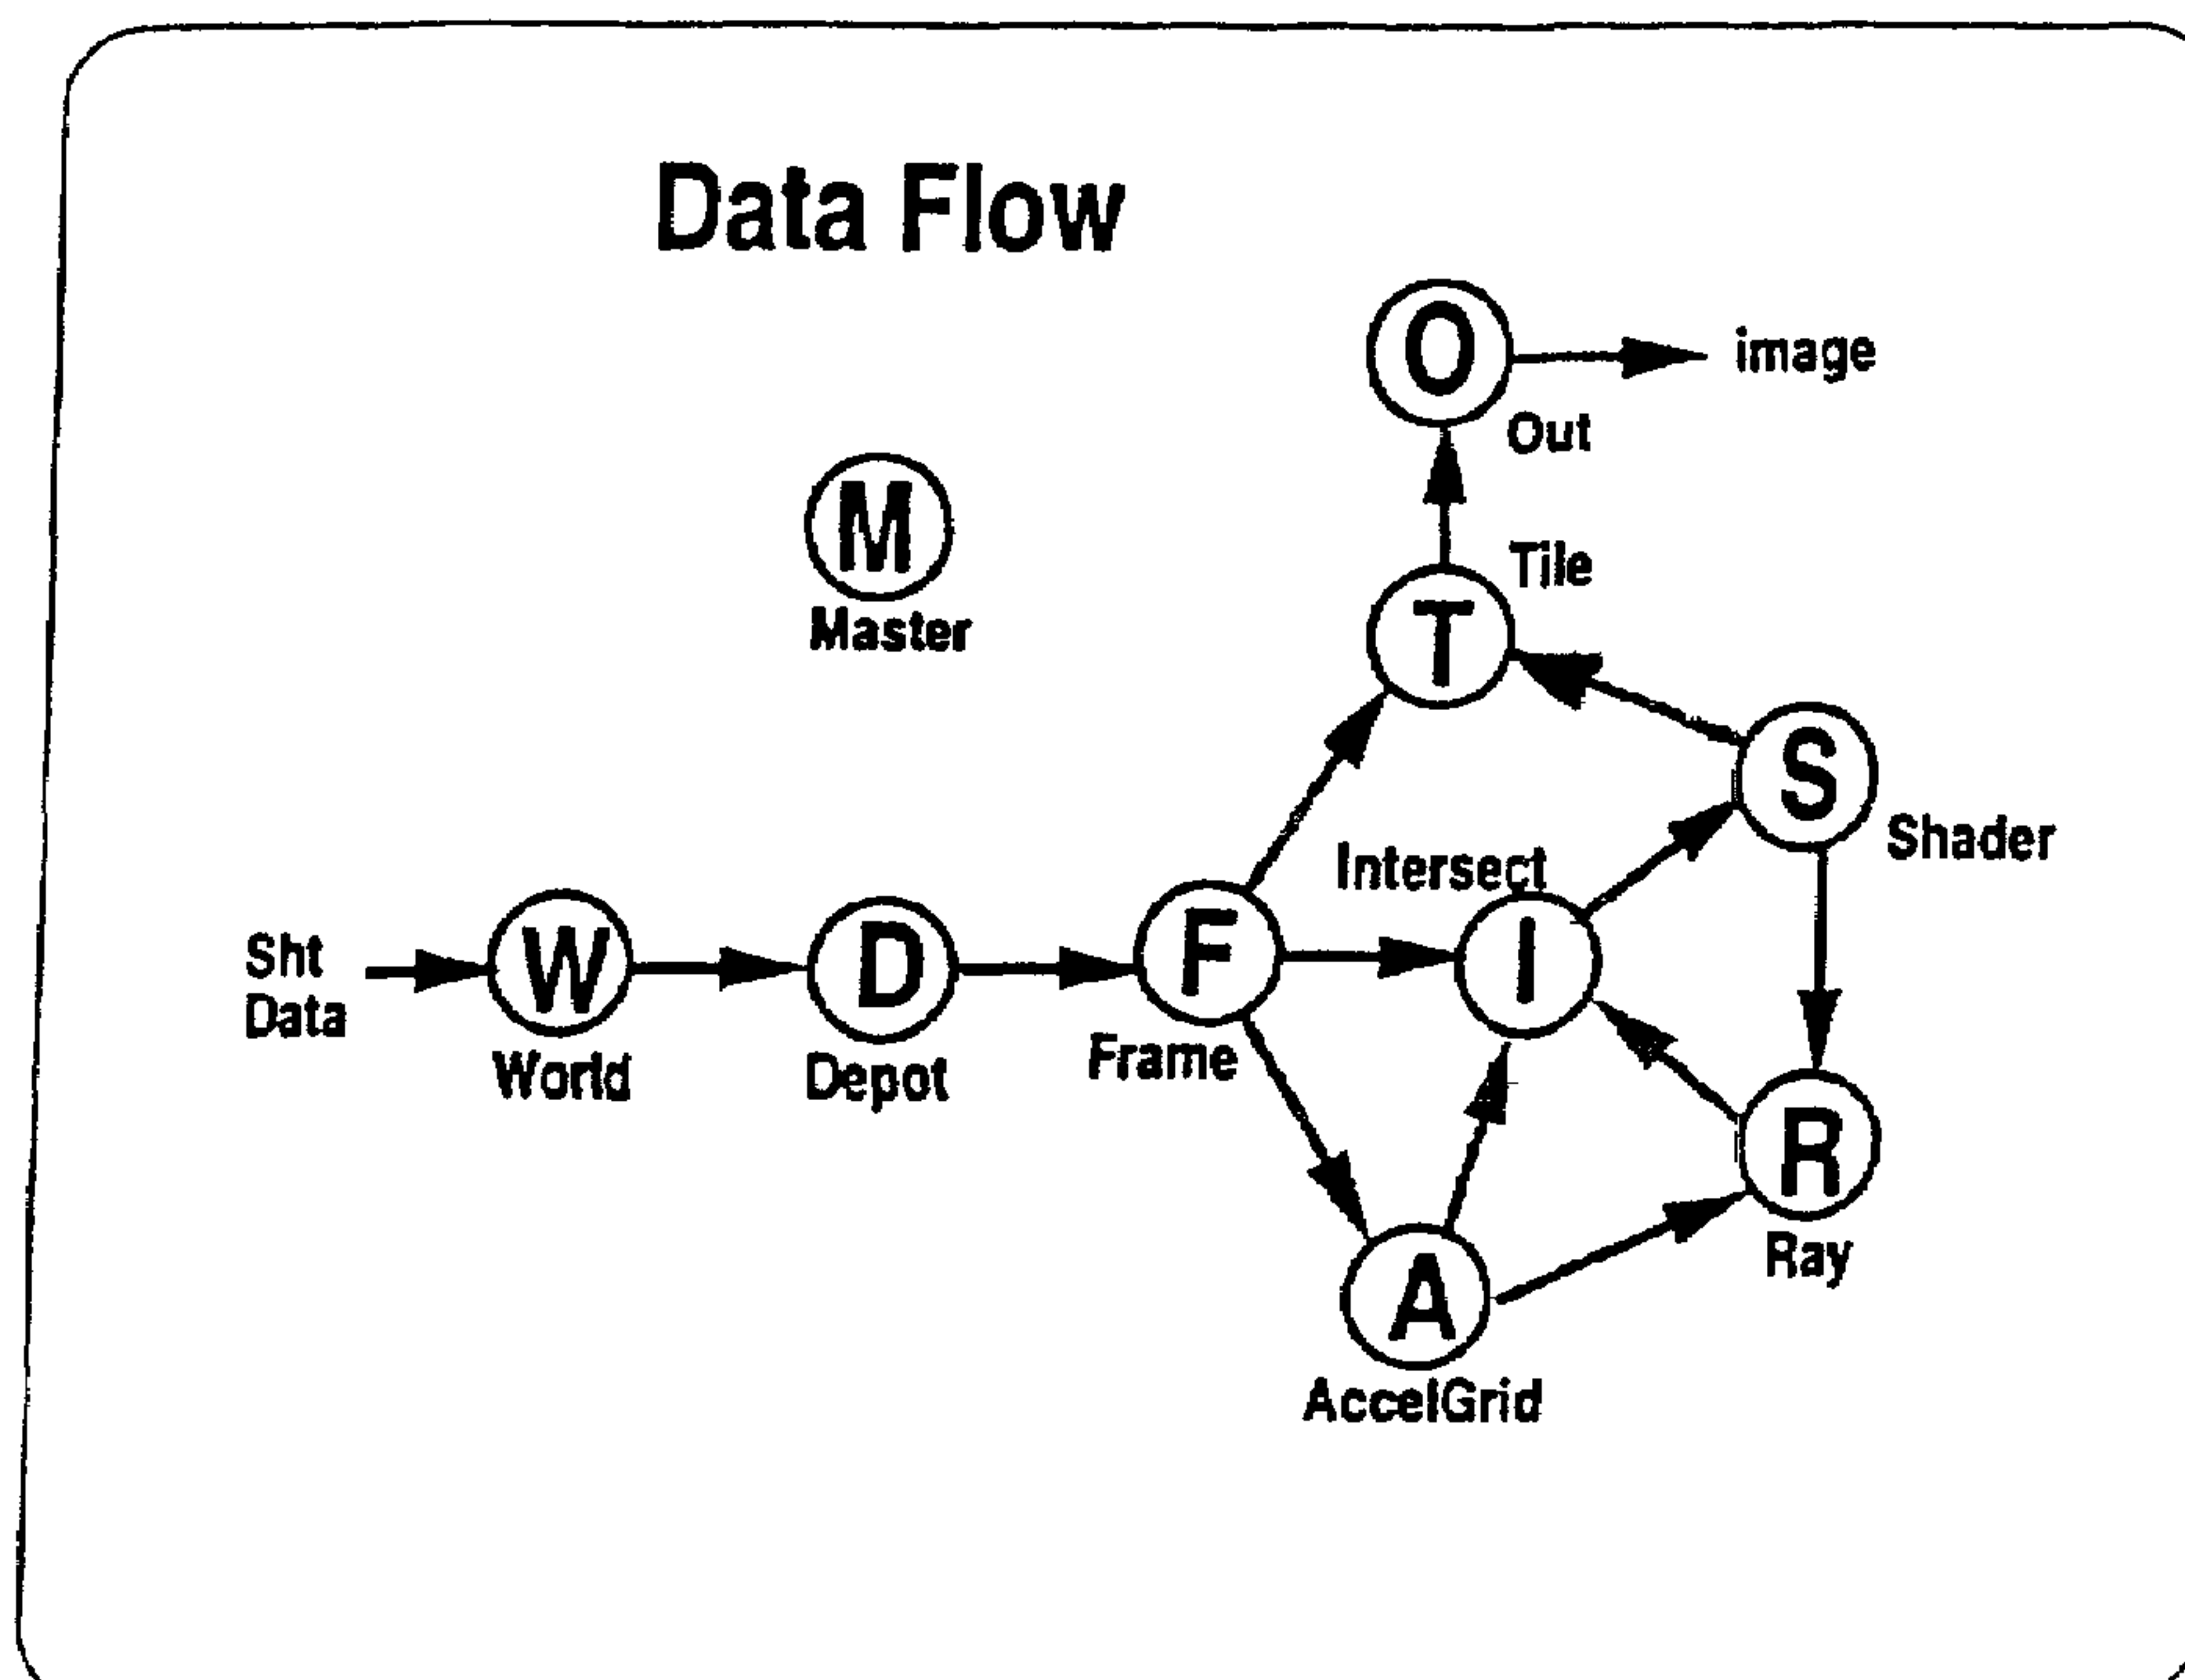 Data Flow
O
image
Out
M
Master
Tile
T
S
Shader
Intersect
Sht
Data
W
World
D
Depot
F
Frame
I
R
Ray
A
AccelGrid